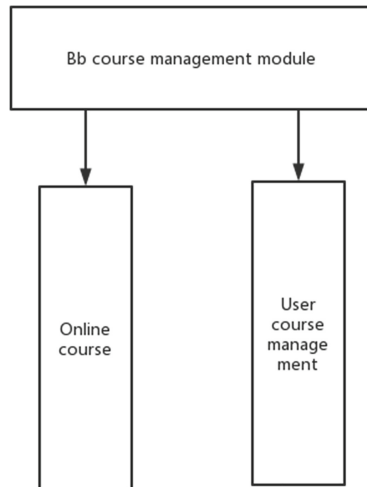 Bb course management module
Online
course
User
course
manage
ment